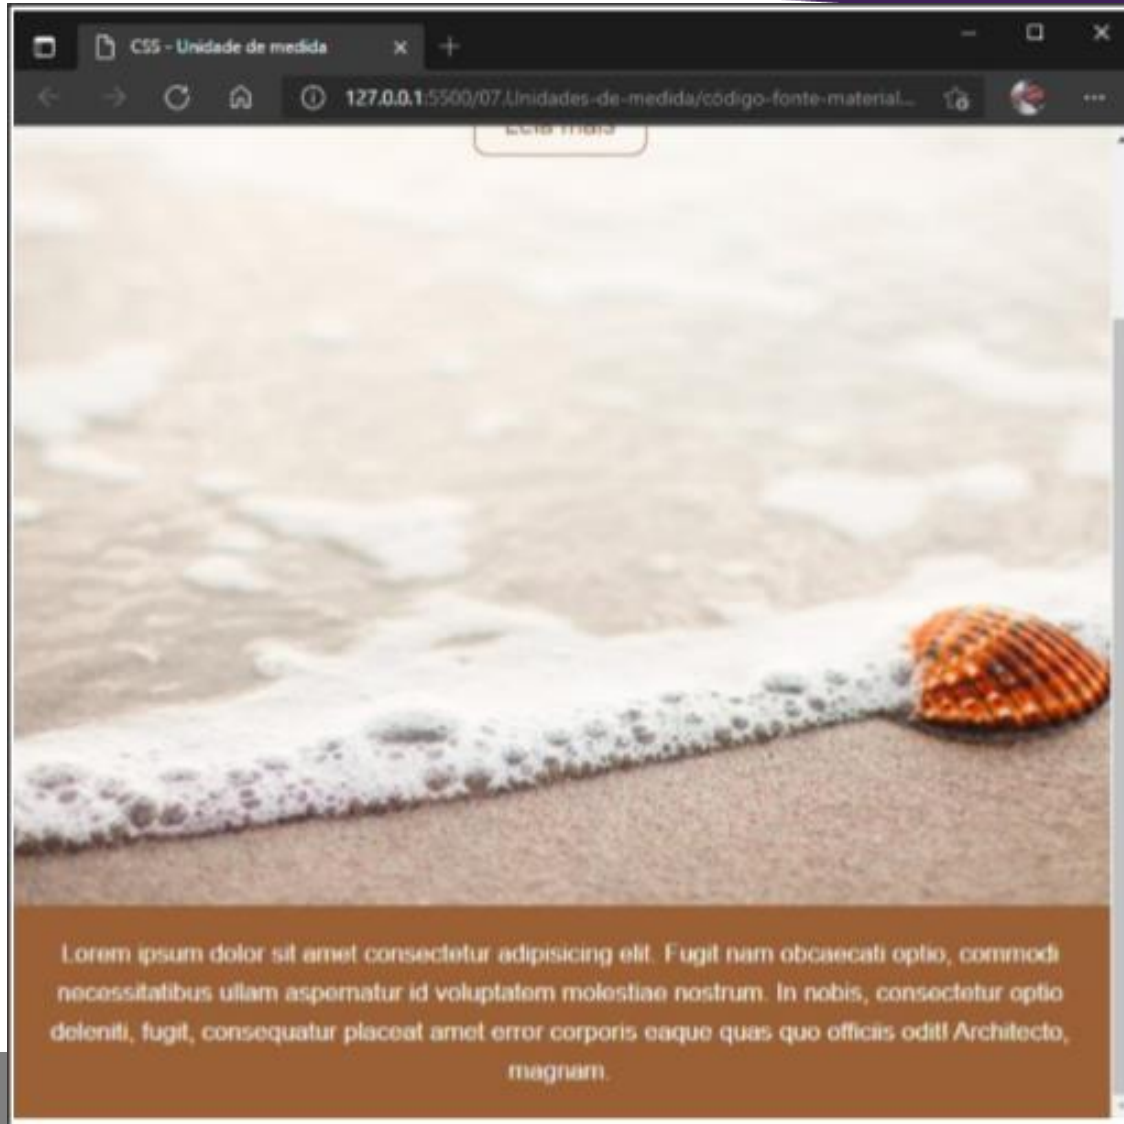 CSS - Unidade de medida
127.0.0.1:5500/07.Unidades-de-medida/código-fonte-material...
Leia mais
Lorem ipsum dolor sit amet consectetur adipisicing elit. Fugit nam obcaecati optio, commodi
necessitatibus ullam aspernatur id voluptatem molestiae nostrum. In nobis, consectetur optio
deleniti, fugit, consequatur placeat amet error corporis eaque quas quo officiis odit! Architecto,
magnam.